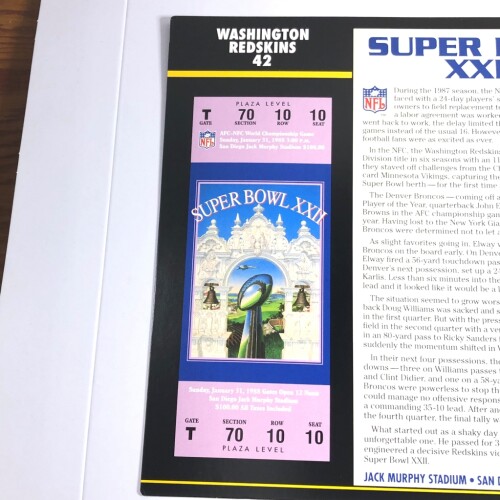 WASHINGTON
REDSKINS
42
PLAZA LEVEL
T 70 10 10
GATE SECTION ROW SEAT
NFL
AFC-NFC World Championship Game
Sunday, January 31, 1988 3:00 p.m.
San Diego Jack Murphy Stadium $100.00
SUPER BOWL XXII
Sunday, January 31, 1988 Gates Open 12 Noon
San Diego Jack Murphy Stadium
$100.00 All Taxes Included
GATE SECTION ROW SEAT
T 70 10 10
PLAZA LEVEL
SUPER
XXI
NFL
During the 1987 season, the N
faced with a 24-day players' s
owners to field replacement t
a labor agreement was worke
went back to work, the delay limited th
games instead of the usual 16. However
football fans were as excited as ever.
In the NFC, the Washington Redskins
Division title in six seasons with an 11
they staved off challenges from the Ch
card Minnesota Vikings, capturing the
Super Bowl berth — for the first time
The Denver Broncos — coming off a
Player of the Year, quarterback John E
Browns in the AFC championship gam
year. Having lost to the New York Gia
Broncos were determined not to let a
As slight favorites going in, Elway
Broncos on the board early. On Denve
Elway fired a 56-yard touchdown pas
Denver's next possession, set up a 2
Karlis. Less than six minutes into the
lead and it looked like it would be a l
The situation seemed to grow wors
back Doug Williams was sacked and s
in the first quarter. But with the press
field in the second quarter with a ve
in an 80-yard pass to Ricky Sanders
suddenly the momentum shifted in W
In their next four possessions, the
downs — three on Williams passes
and Clint Didier, and one on a 58-ya
Broncos were powerless to stop th
could manage no offensive respon
a commanding 35-10 lead. After an
the fourth quarter, the final tally w
What started out as a shaky day
unforgettable one. He passed for 3
engineered a decisive Redskins vi
Super Bowl XXII.
JACK MURPHY STADIUM • SAN D